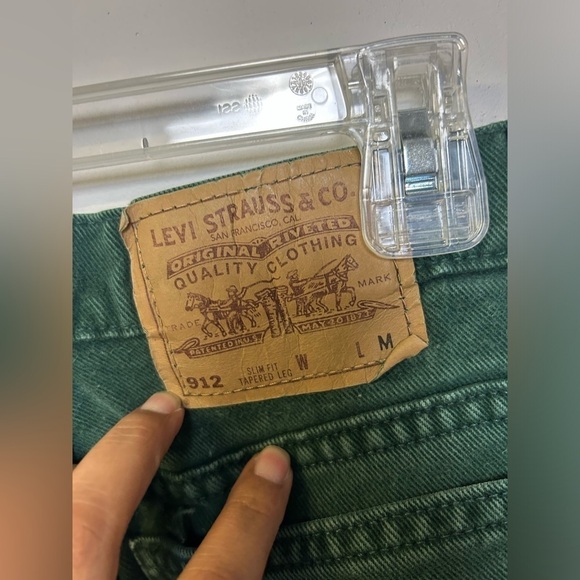 LEVI STRAUSS & CO.
SAN FRANCISCO, CAL.
ORIGINAL RIVETED
QUALITY CLOTHING
TRADE MARK
PATENTED IN U.S. MAY 20 1873
912 SLIM FIT W L M
TAPERED LEG